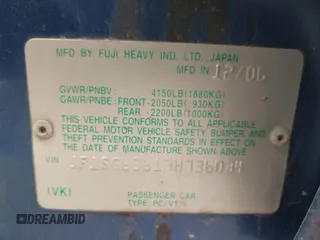 MFD BY FUJI HEAVY IND. LTD. JAPAN
MFD IN 12/06
GVWR/PNBV : 4150LB(1880KG)
GAWR/PNBE : FRONT-2050LB( 930KG)
REAR-2200LB(1000KG)
THIS VEHICLE CONFORMS TO ALL APPLICABLE
FEDERAL MOTOR VEHICLE SAFETY, BUMPER, AND
THEFT PREVENTION STANDARDS IN EFFECT ON
THE DATE OF MANUFACTURE SHOWN ABOVE.
VIN
(VK)
PASSENGER CAR
TYPE
DREAMBID